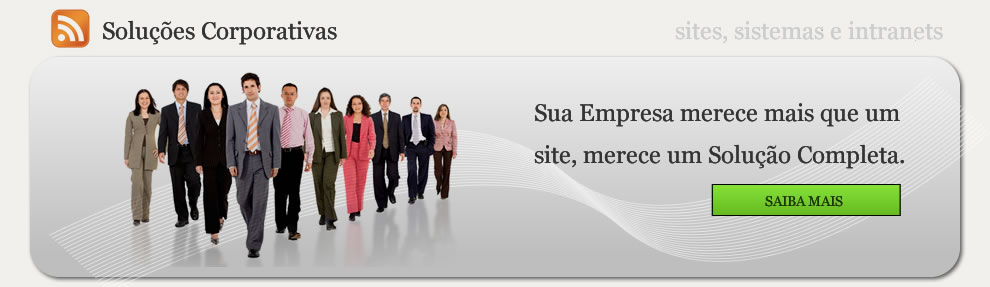 Soluções Corporativas
sites, sistemas e intranets
Sua Empresa merece mais que um
site, merece um Solução Completa.
SAIBA MAIS